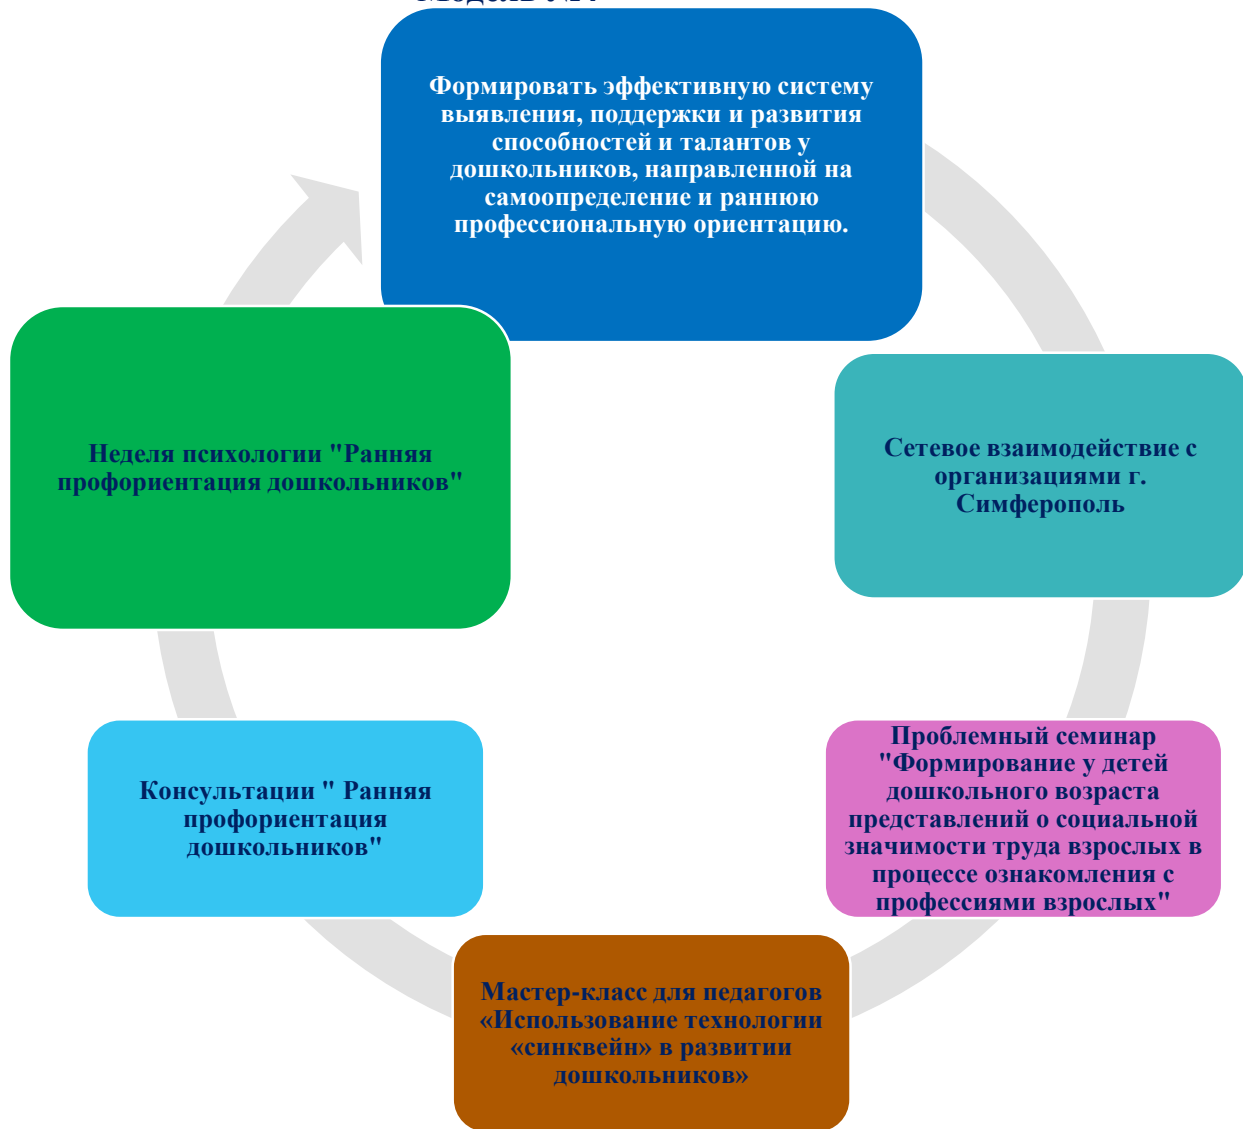 Формировать эффективную систему
выявления, поддержки и развития
способностей и талантов у
дошкольников, направленной на
самоопределение и раннюю
профессиональную ориентацию.
Сетевое взаимодействие с
организациями г.
Симферополь
Проблемный семинар
"Формирование у детей
дошкольного возраста
представлений о социальной
значимости труда взрослых в
процессе ознакомления с
профессиями взрослых"
Мастер-класс для педагогов
«Использование технологии
«синквейн» в развитии
дошкольников»
Консультации " Ранняя
профориентация
дошкольников"
Неделя психологии "Ранняя
профориентация дошкольников"